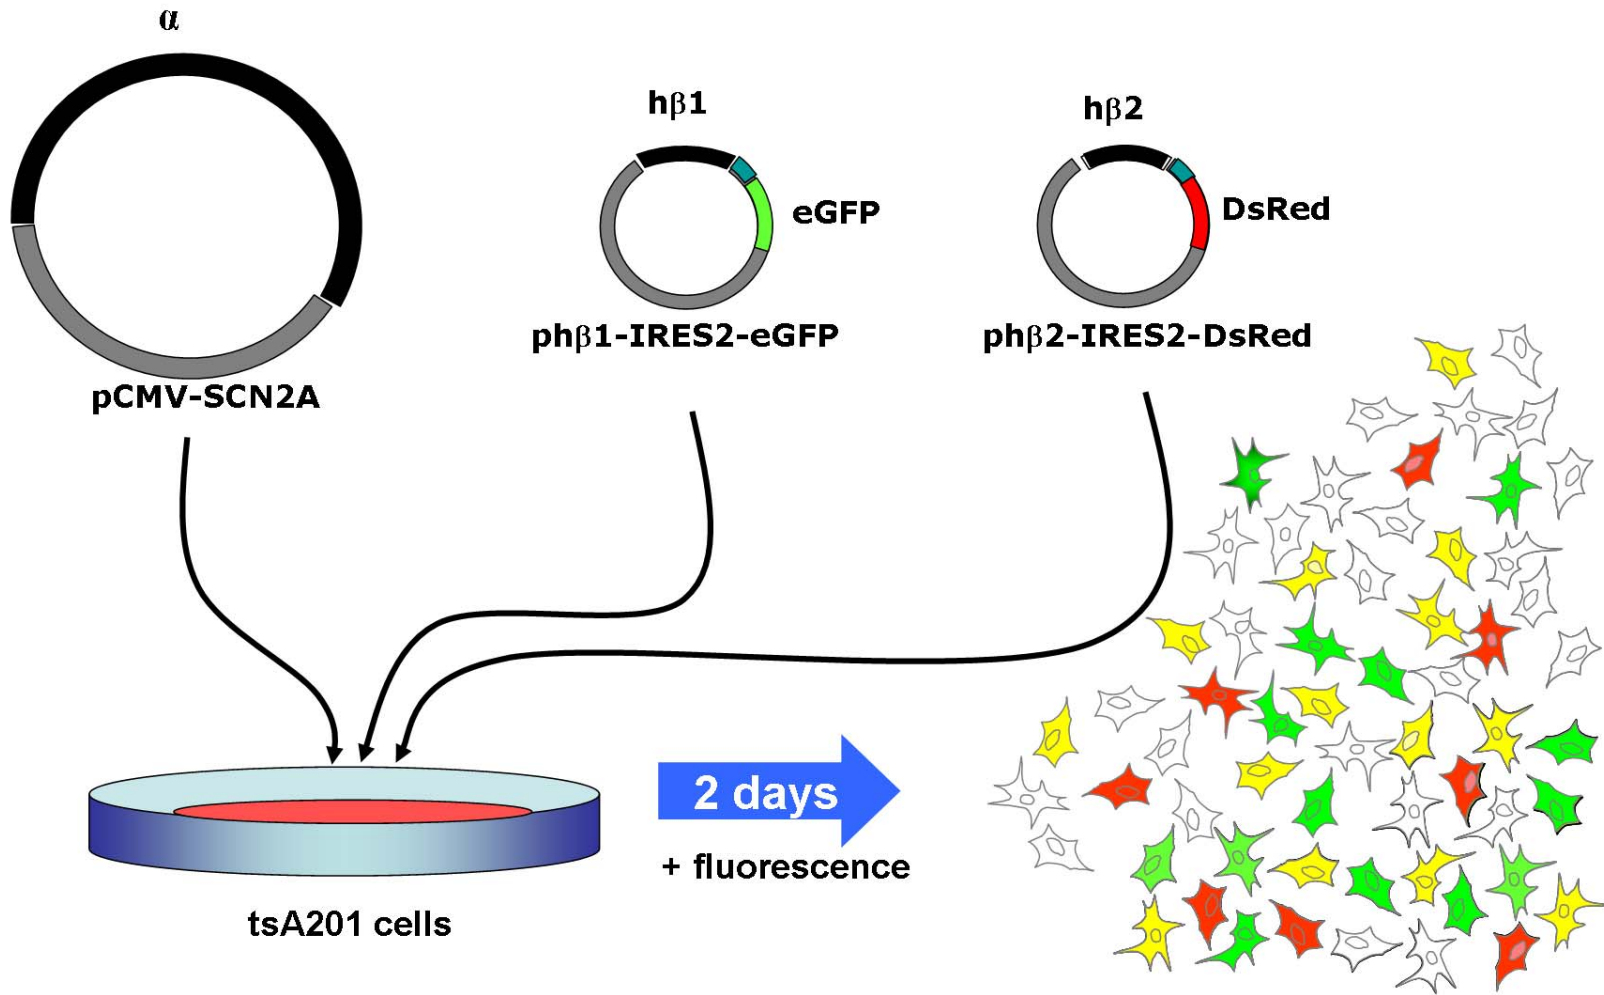 α
hβ1
hβ2
eGFP
DsRed
phβ1-IRES2-eGFP
phβ2-IRES2-DsRed
pCMV-SCN2A
2 days
+ fluorescence
tsA201 cells